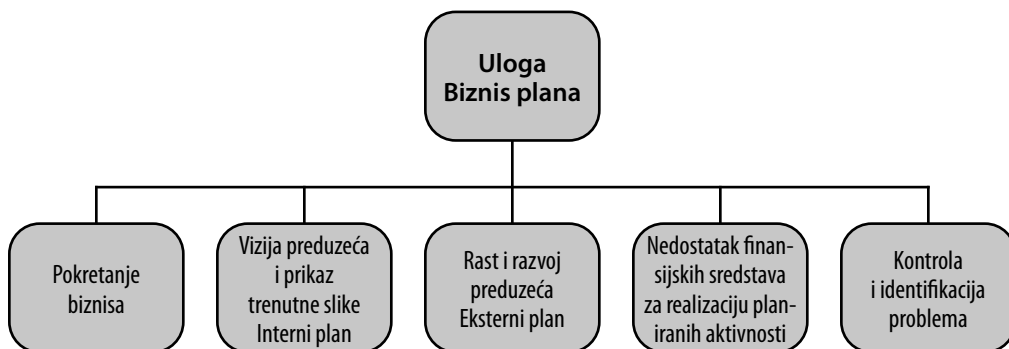 Uloga
Biznis plana
Pokretanje
biznisa
Vizija preduzeća
i prikaz
trenutne slike
Interni plan
Rast i razvoj
preduzeća
Eksterni plan
Nedostatak finan-
sijskih sredstava
za realizaciju plan-
iranih aktivnosti
Kontrola
i identifikacija
problema